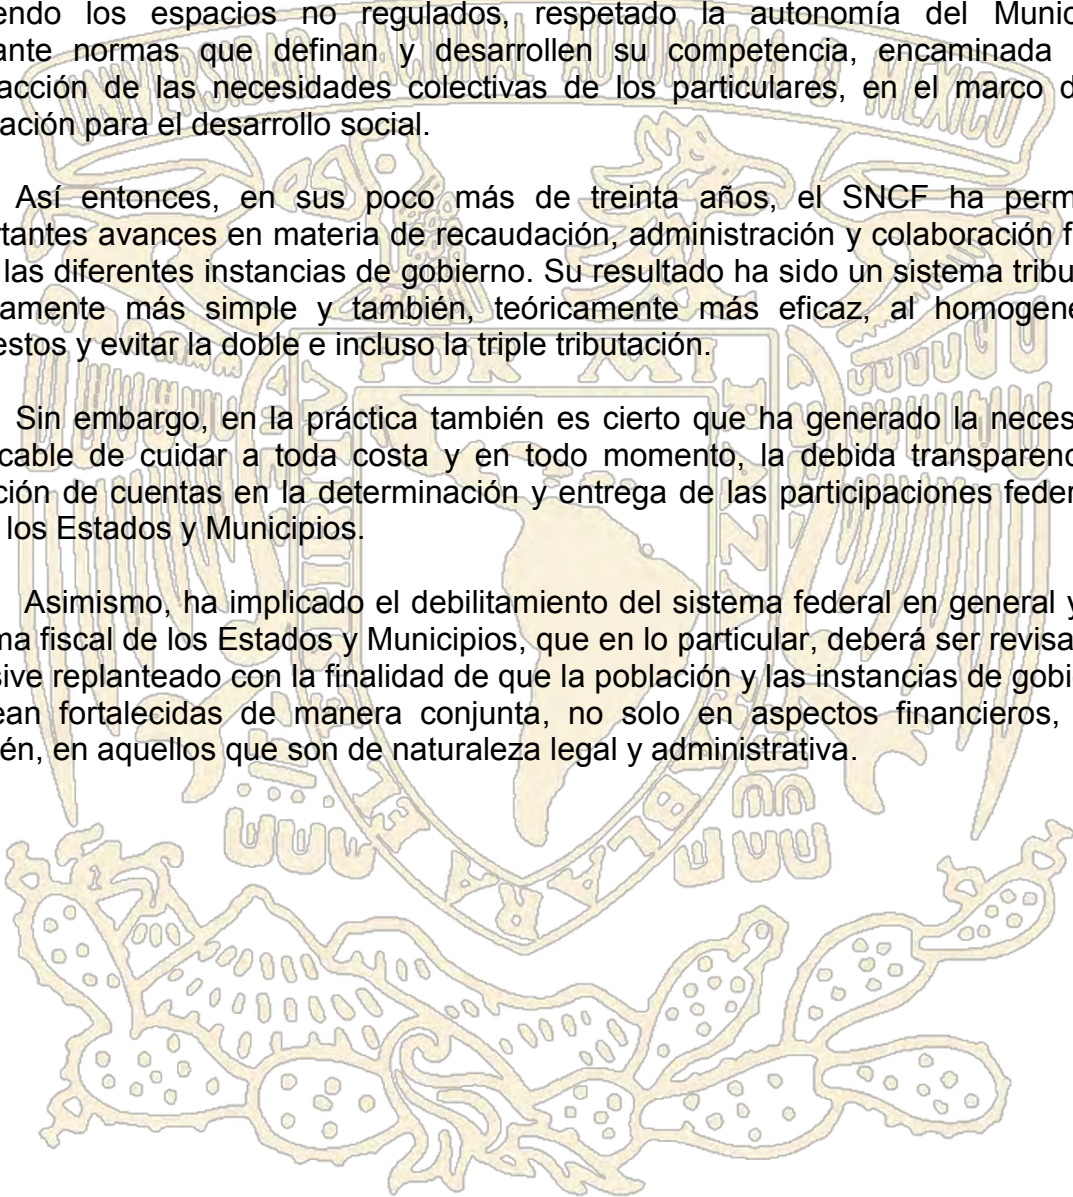 endo los espacios no regulados, respetado la autonomía del Munic
ante normas que definan y desarrollen su competencia, encaminada
acción de las necesidades colectivas de los particulares, en el marco d
ación para el desarrollo social.
Así entonces, en sus poco más de treinta años, el SNCF ha perm
rtantes avances en materia de recaudación, administración y colaboración f
las diferentes instancias de gobierno. Su resultado ha sido un sistema tribu
amente más simple y también, teóricamente más eficaz, al homogene
estos y evitar la doble e incluso la triple tributación.
POR MI
Sin embargo, en la práctica también es cierto que ha generado la neces
cable de cuidar a toda costa y en todo momento, la debida transparenc
ción de cuentas en la determinación y entrega de las participaciones feder
los Estados y Municipios.
Asimismo, ha implicado el debilitamiento del sistema federal en general y
ma fiscal de los Estados y Municipios, que en lo particular, deberá ser revisa
sive replanteado con la finalidad de que la población y las instancias de gobi
ean fortalecidas de manera conjunta, no solo en aspectos financieros,
én, en aquellos que son de naturaleza legal y administrativa.